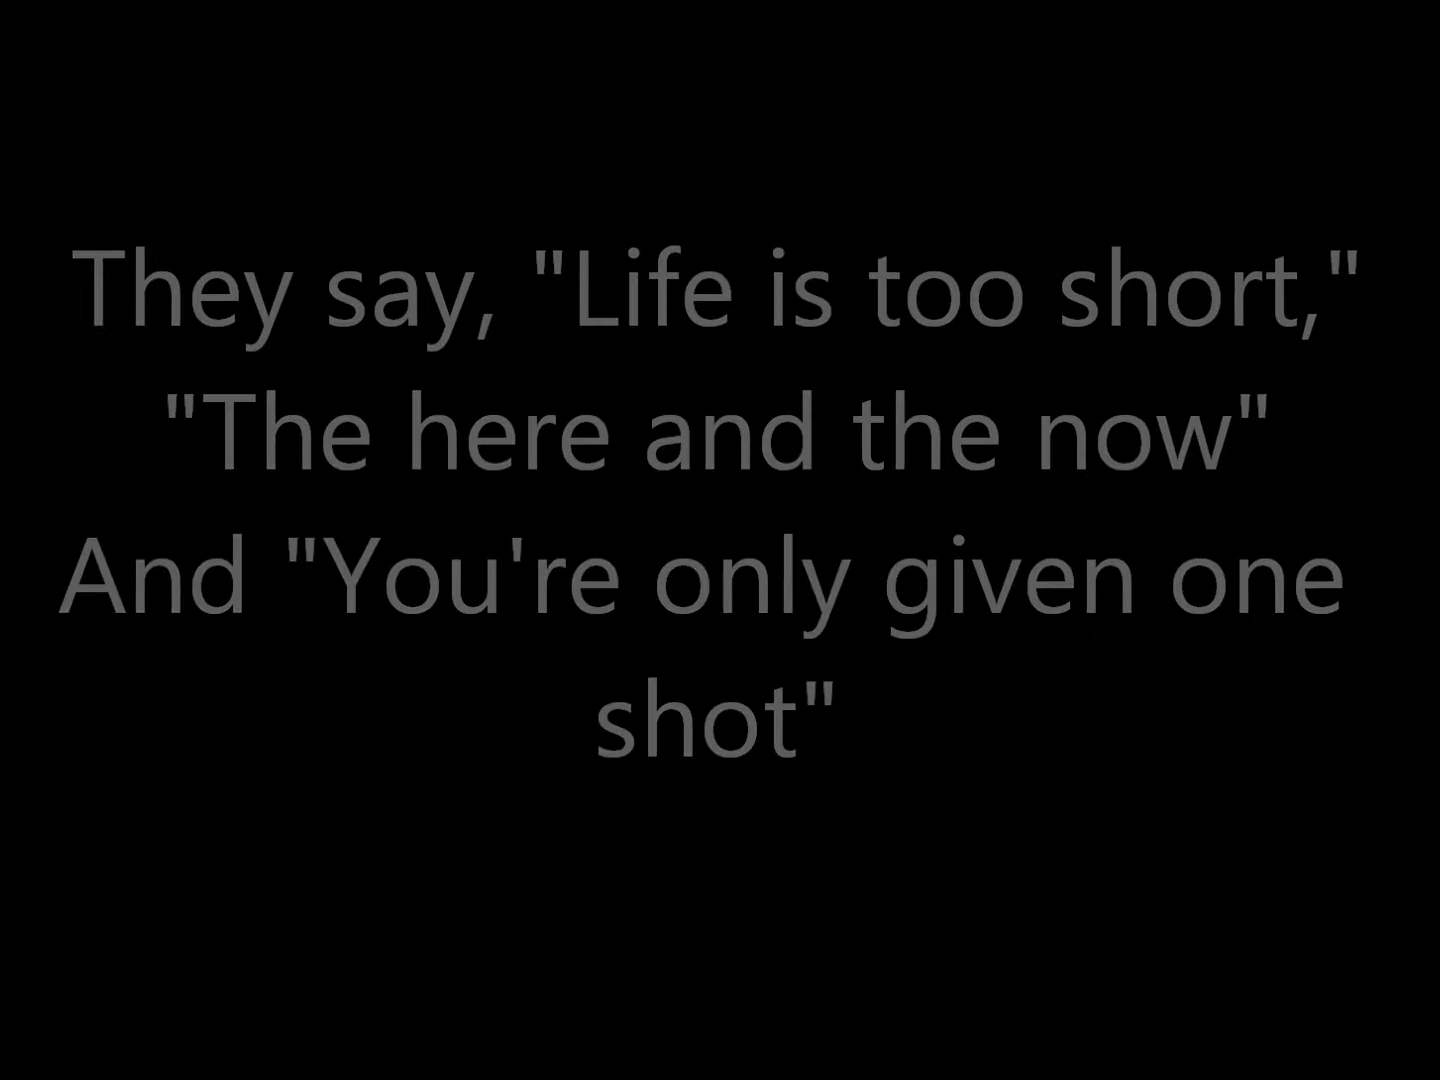 They say, "Life is too short,"
"The here and the now"
And "You're only given one
shot"